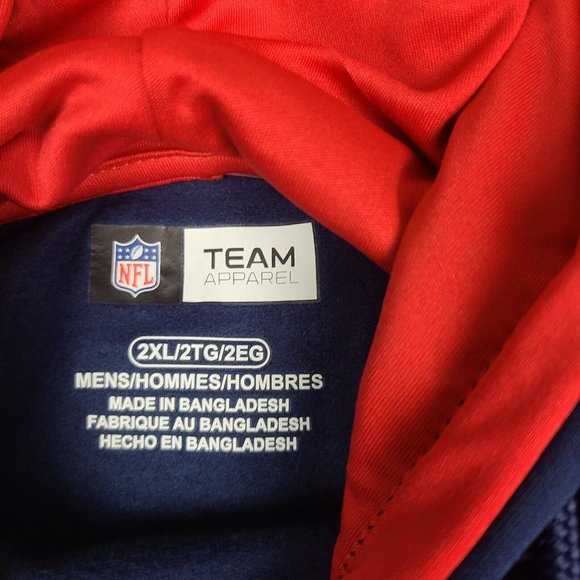 NFL
TEAM
APPAREL
2XL/2TG/2EG
MENS/HOMMES/HOMBRES
MADE IN BANGLADESH
FABRIQUE AU BANGLADESH
HECHO EN BANGLADESH